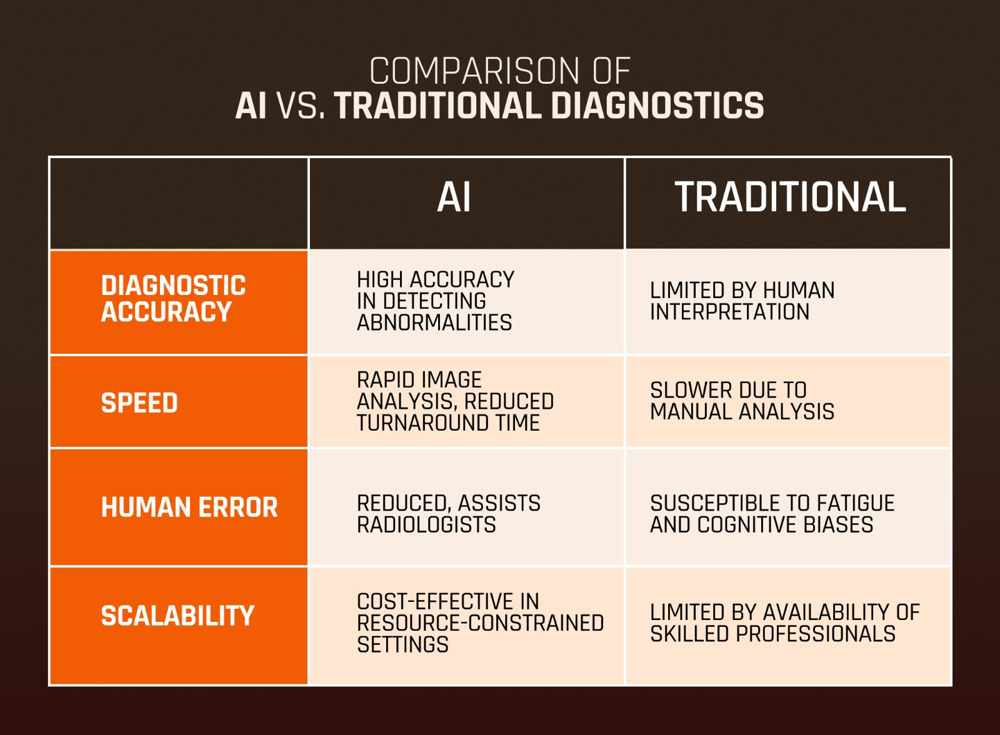 COMPARISON OF
AI VS. TRADITIONAL DIAGNOSTICS
AI
TRADITIONAL
DIAGNOSTIC
ACCURACY
HIGH ACCURACY
IN DETECTING
ABNORMALITIES
LIMITED BY HUMAN
INTERPRETATION
SPEED
RAPID IMAGE
ANALYSIS, REDUCED
TURNAROUND TIME
SLOWER DUE TO
MANUAL ANALYSIS
HUMAN ERROR
REDUCED, ASSISTS
RADIOLOGISTS
SUSCEPTIBLE TO FATIGUE
AND COGNITIVE BIASES
SCALABILITY
COST-EFFECTIVE IN
RESOURCE-CONSTRAINED
SETTINGS
LIMITED BY AVAILABILITY OF
SKILLED PROFESSIONALS